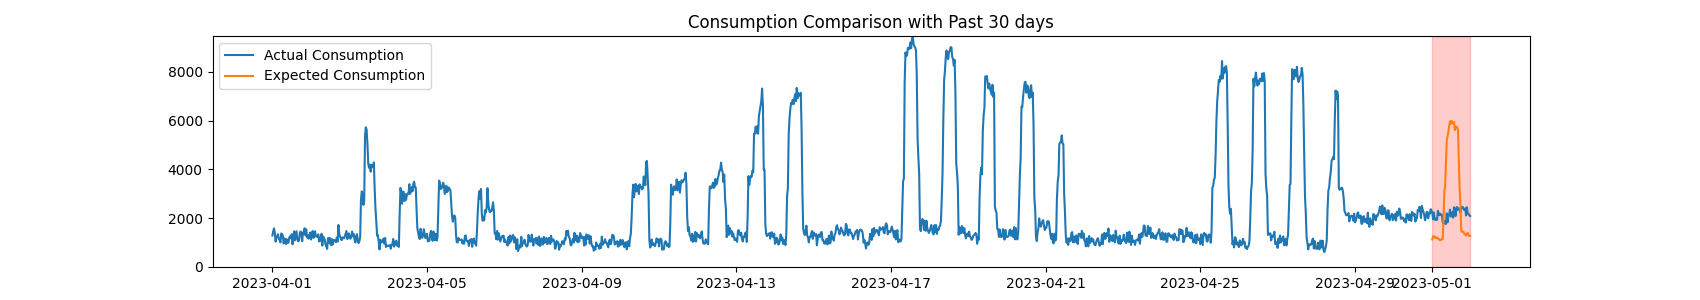 Consumption Comparison with Past 30 days
Actual Consumption
Expected Consumption
8000
6000
4000
2000
0
2023-04-01 2023-04-05 2023-04-09 2023-04-13 2023-04-17 2023-04-21 2023-04-25 2023-04-29 2023-05-01